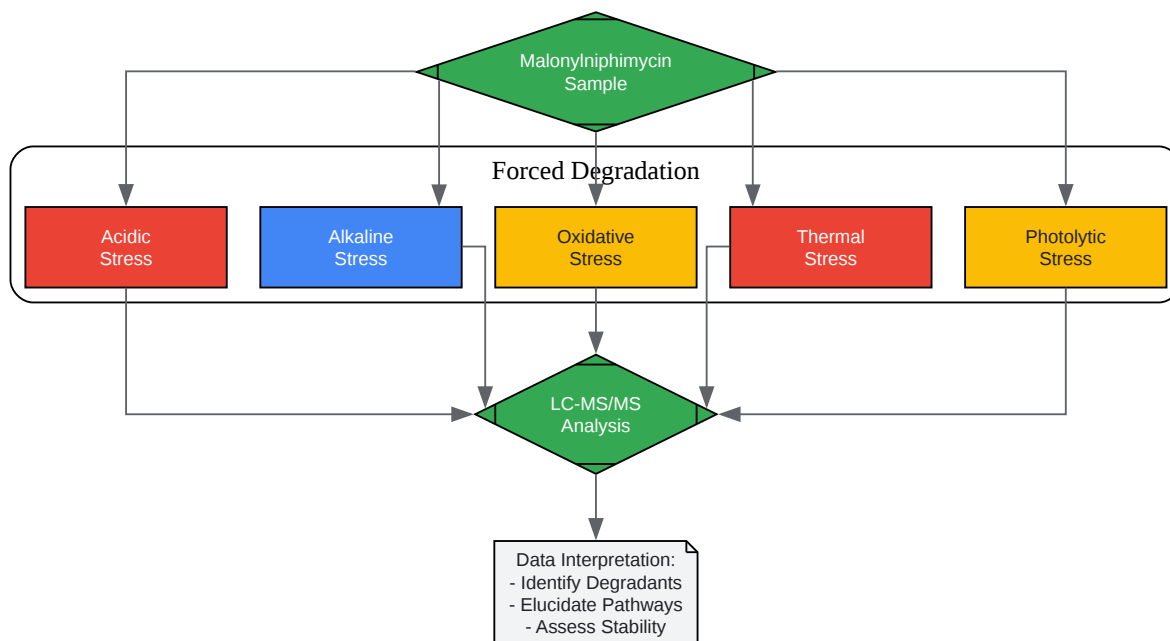 Malonylniphimycin
Sample
Forced Degradation
Acidic
Stress
Alkaline
Stress
Oxidative
Stress
Thermal
Stress
Photolytic
Stress
LC-MS/MS
Analysis
Data Interpretation:
- Identify Degradants
- Elucidate Pathways
- Assess Stability